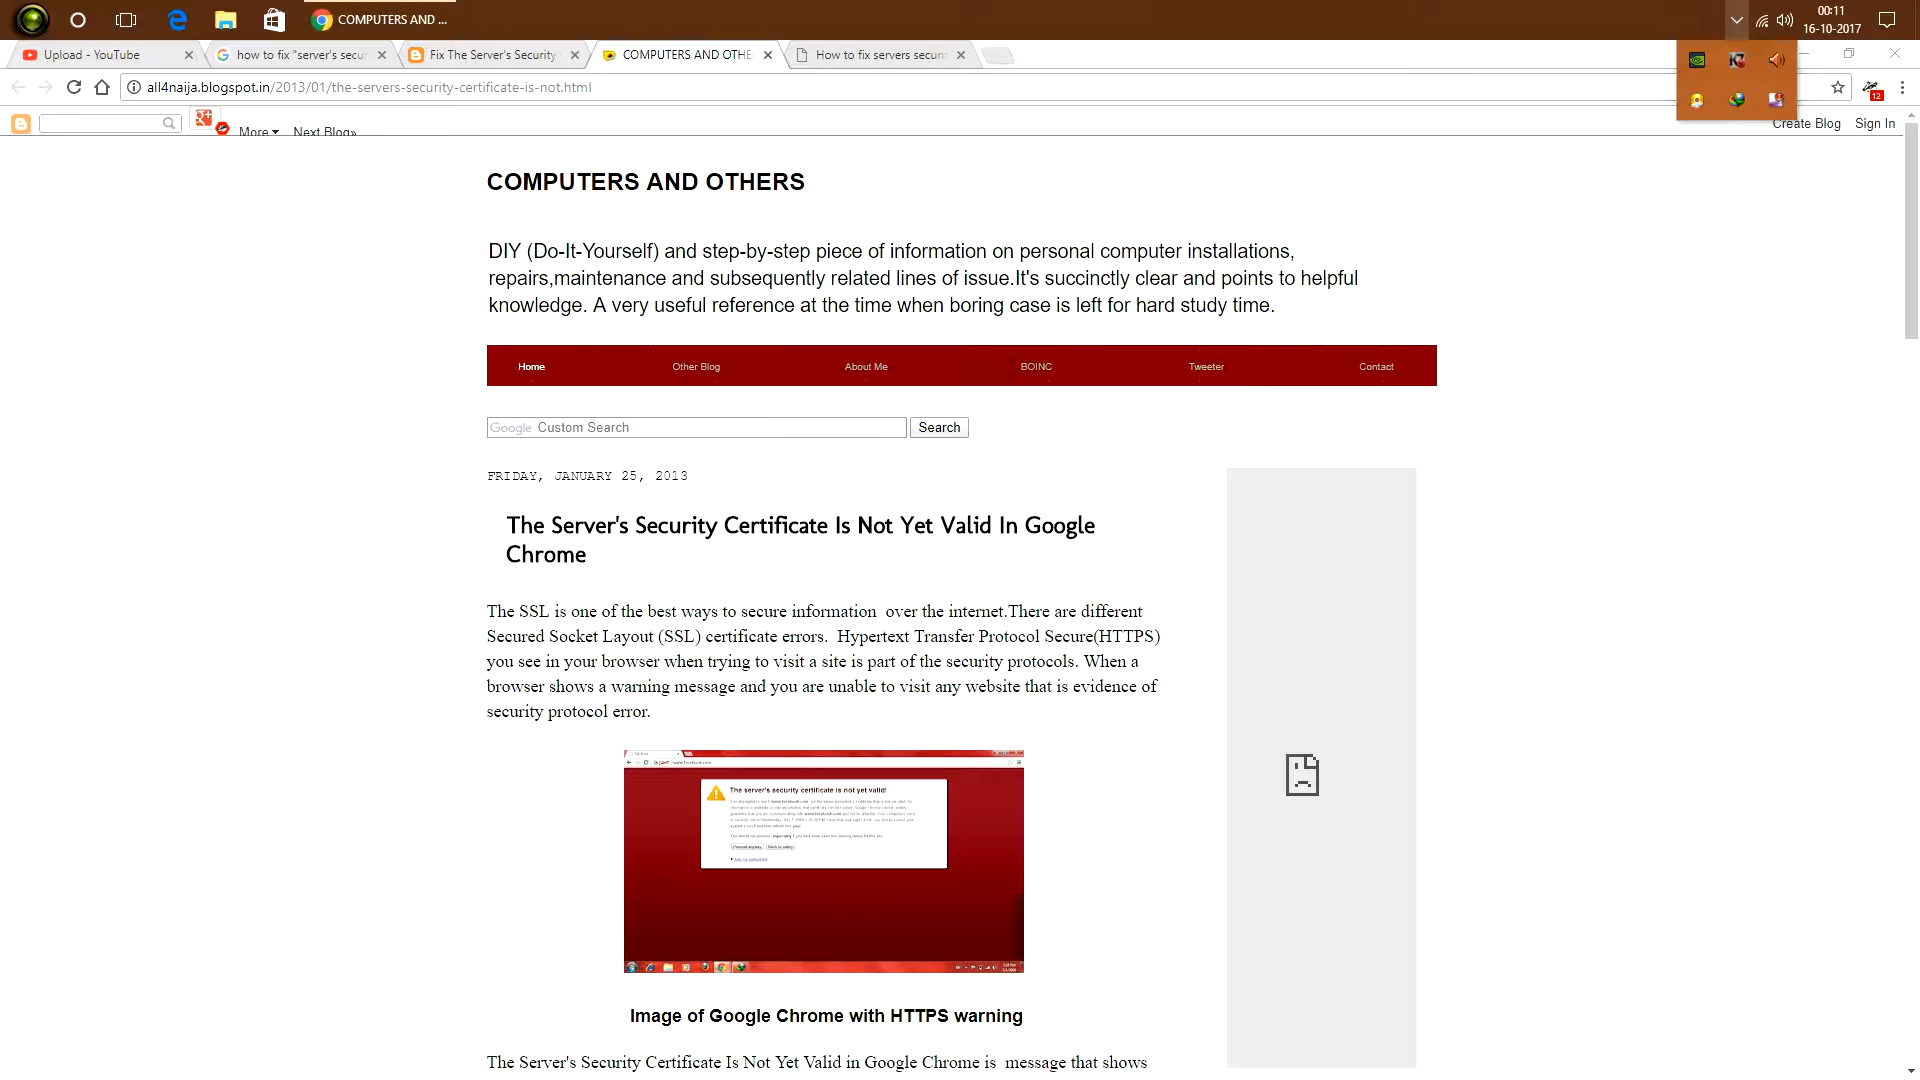 COMPUTERS AND ...
00:11
16-10-2017
Upload - YouTube
how to fix "server's secur
Fix The Server's Security
COMPUTERS AND OTHE
How to fix servers secur
all4naija.blogspot.in/2013/01/the-servers-security-certificate-is-not.html
12
More
Next Blog»
Create Blog
Sign In
COMPUTERS AND OTHERS
DIY (Do-It-Yourself) and step-by-step piece of information on personal computer installations,
repairs,maintenance and subsequently related lines of issue.It's succinctly clear and points to helpful
knowledge. A very useful reference at the time when boring case is left for hard study time.
Home
Other Blog
About Me
BOINC
Tweeter
Contact
Google Custom Search
Search
FRIDAY, JANUARY 25, 2013
The Server's Security Certificate Is Not Yet Valid In Google
Chrome
The SSL is one of the best ways to secure information over the internet.There are different
Secured Socket Layout (SSL) certificate errors. Hypertext Transfer Protocol Secure(HTTPS)
you see in your browser when trying to visit a site is part of the security protocols. When a
browser shows a warning message and you are unable to visit any website that is evidence of
security protocol error.
The server's security certificate is not yet valid!
Image of Google Chrome with HTTPS warning
The Server's Security Certificate Is Not Yet Valid in Google Chrome is message that shows